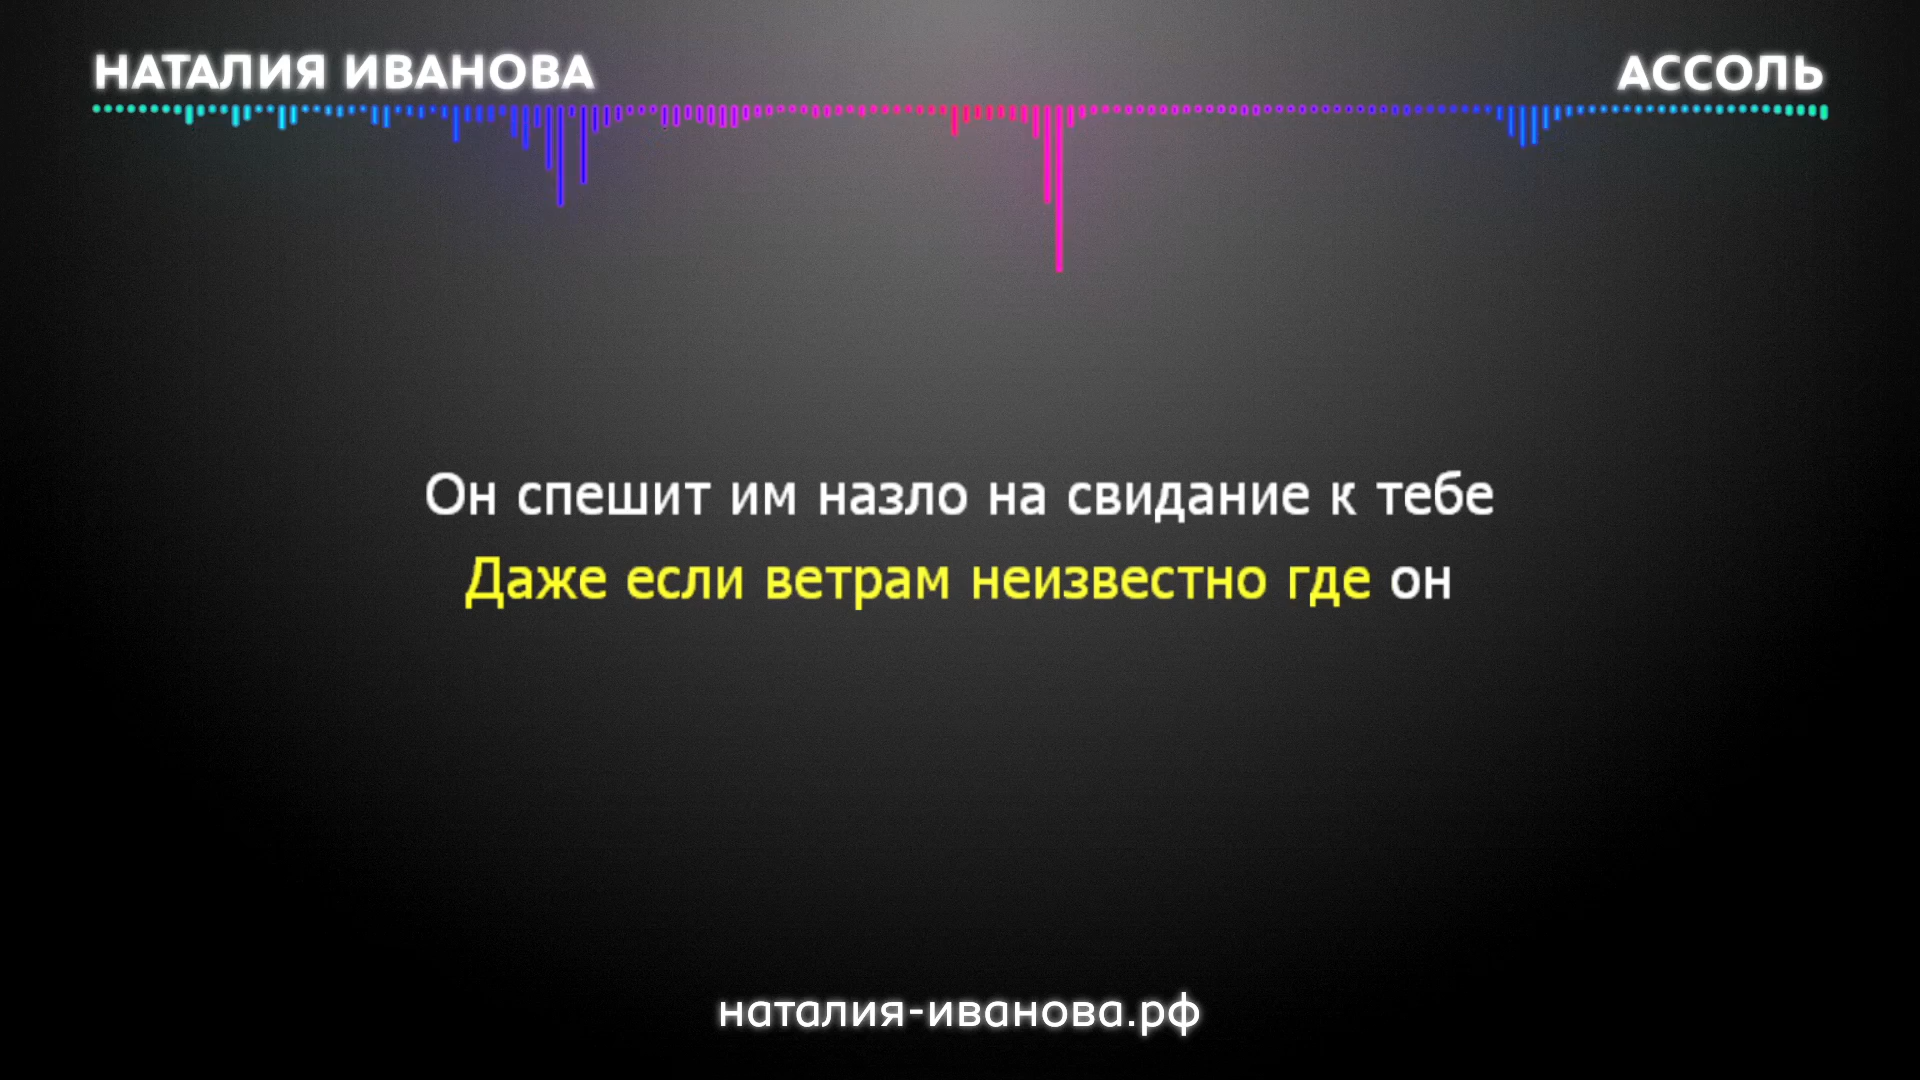 НАТАЛИЯ ИВАНОВА
АССОЛЬ
Он спешит им назло на свидание к тебе
Даже если ветрам неизвестно где он
наталия-иванова.рф